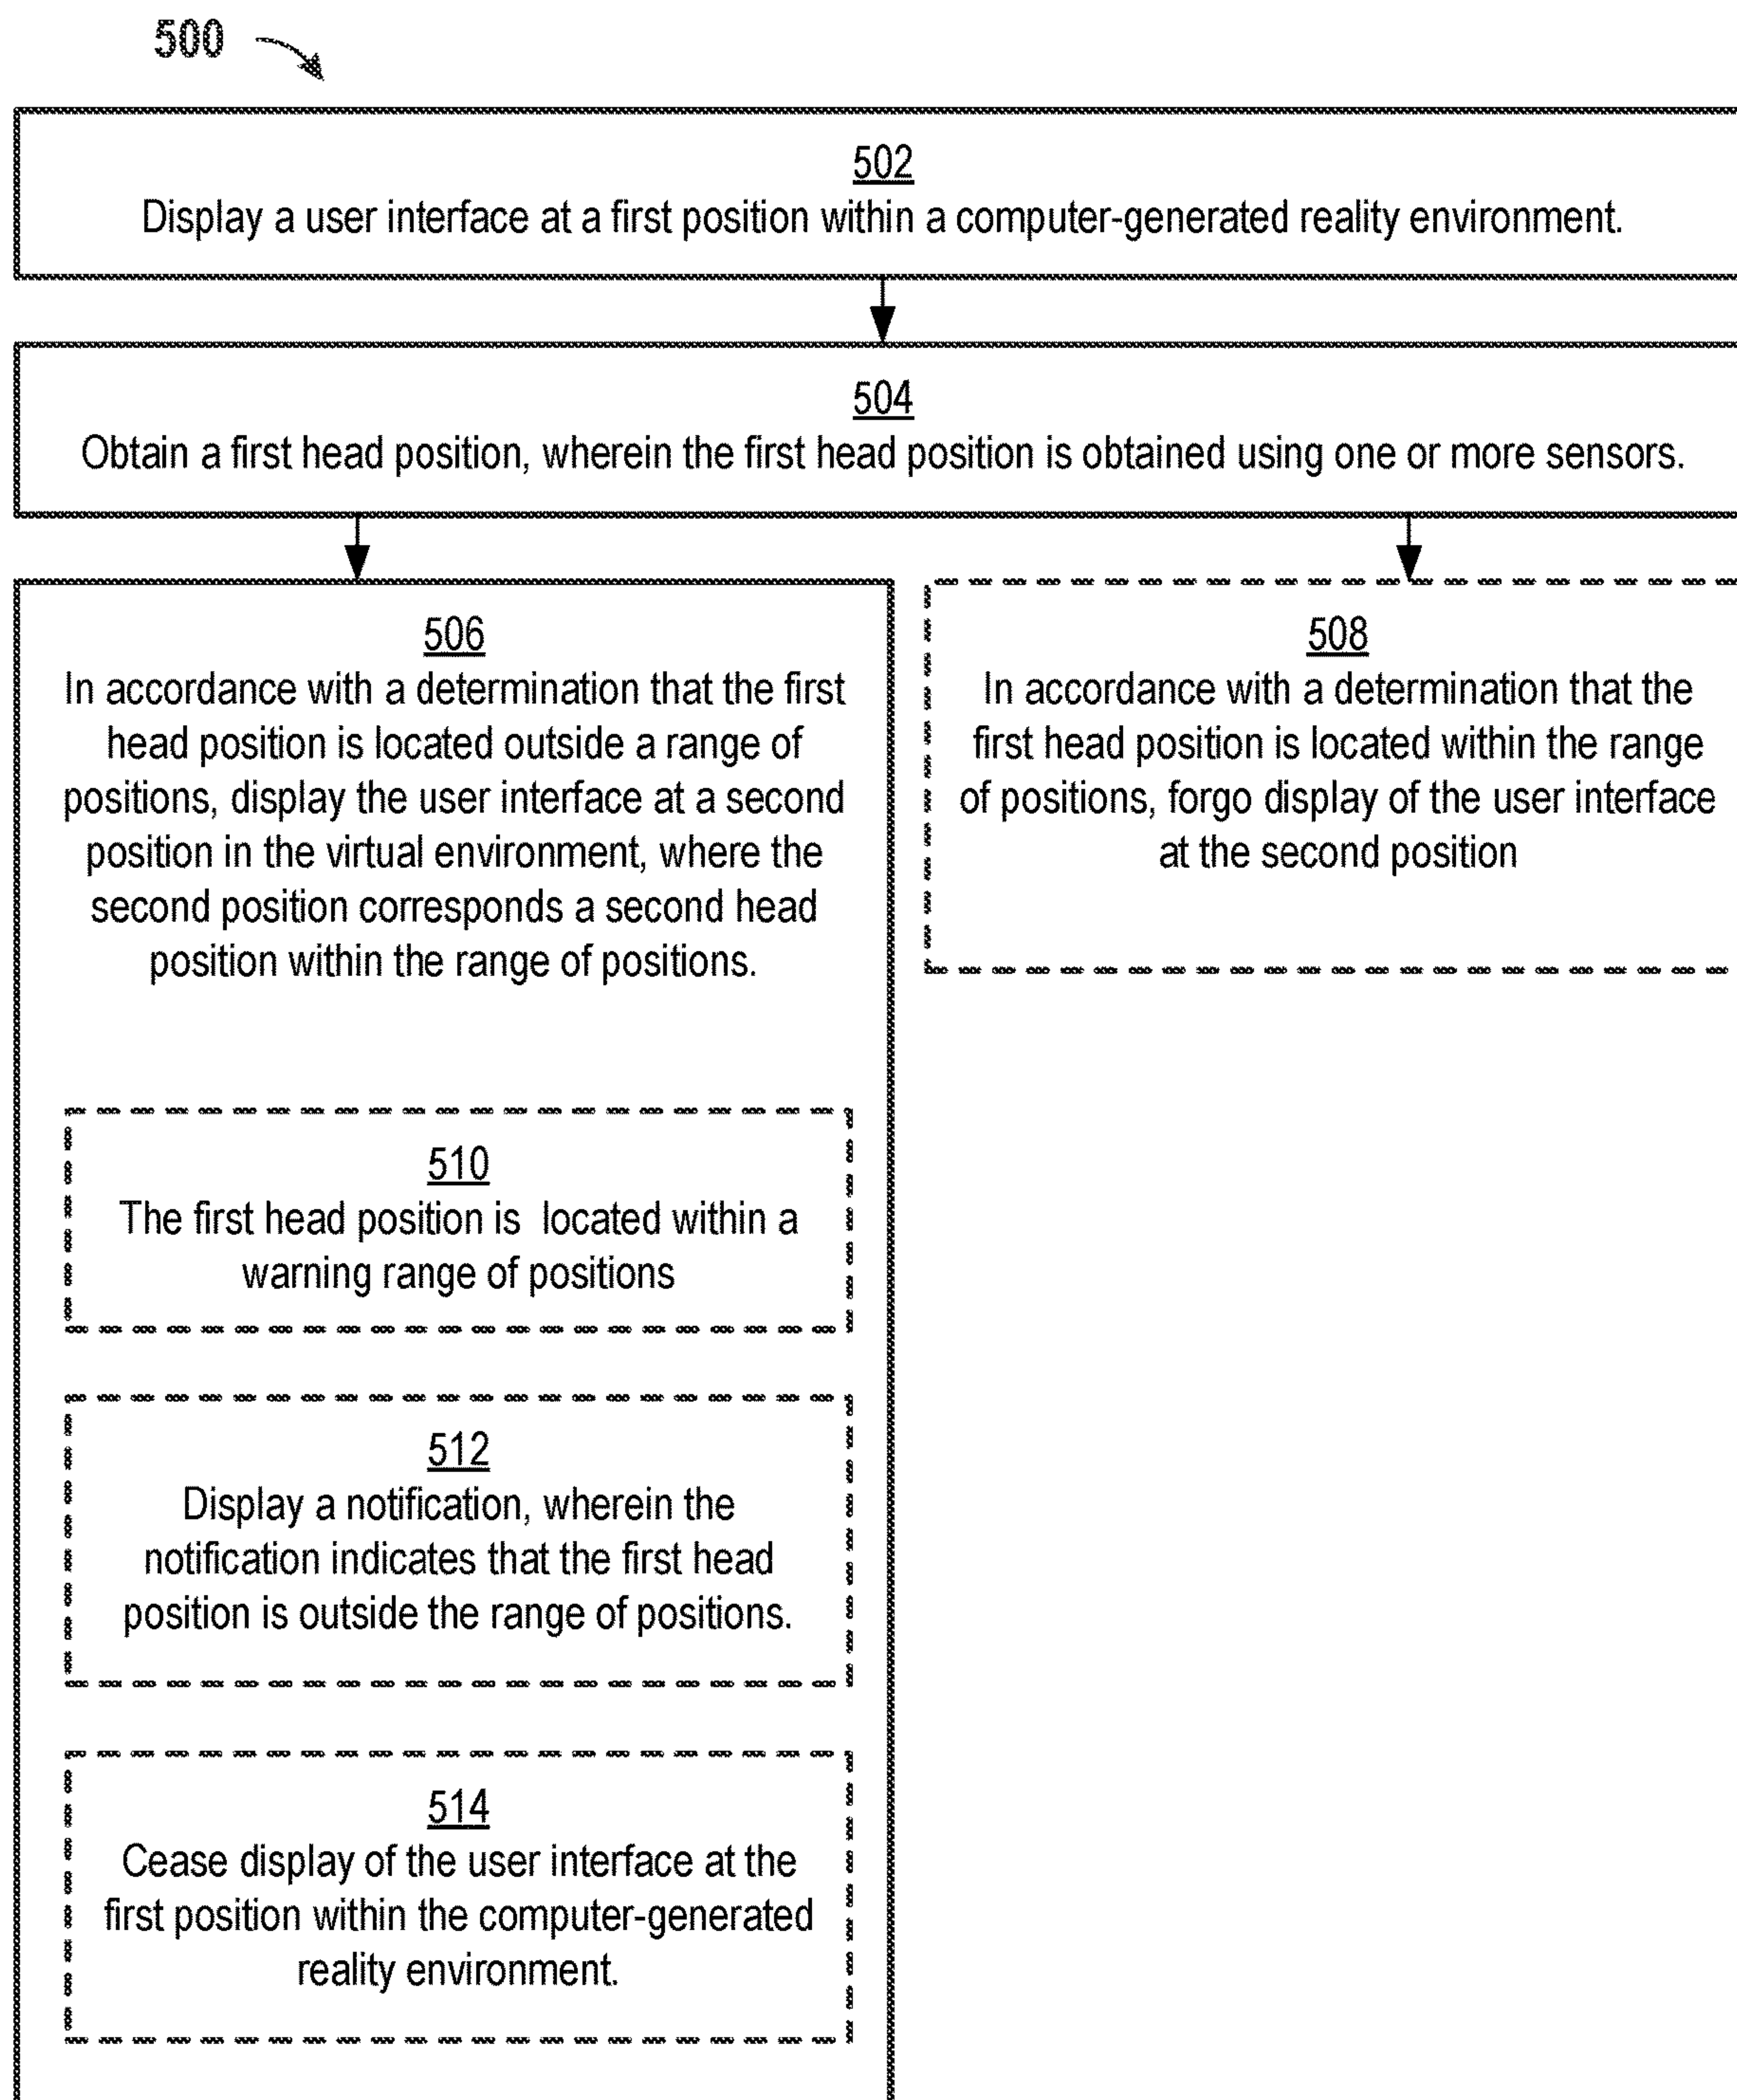 500
502
Display a user interface at a first position within a computer-generated reality environment.
504
Obtain a first head position, wherein the first head position is obtained using one or more sensors.
506
In accordance with a determination that the first
head position is located outside a range of
positions, display the user interface at a second
position in the virtual environment, where the
second position corresponds a second head
position within the range of positions.
508
In accordance with a determination that the
first head position is located within the range
of positions, forgo display of the user interface
at the second position
510
The first head position is located within a
warning range of positions
512
Display a notification, wherein the
notification indicates that the first head
position is outside the range of positions.
514
Cease display of the user interface at the
first position within the computer-generated
reality environment.